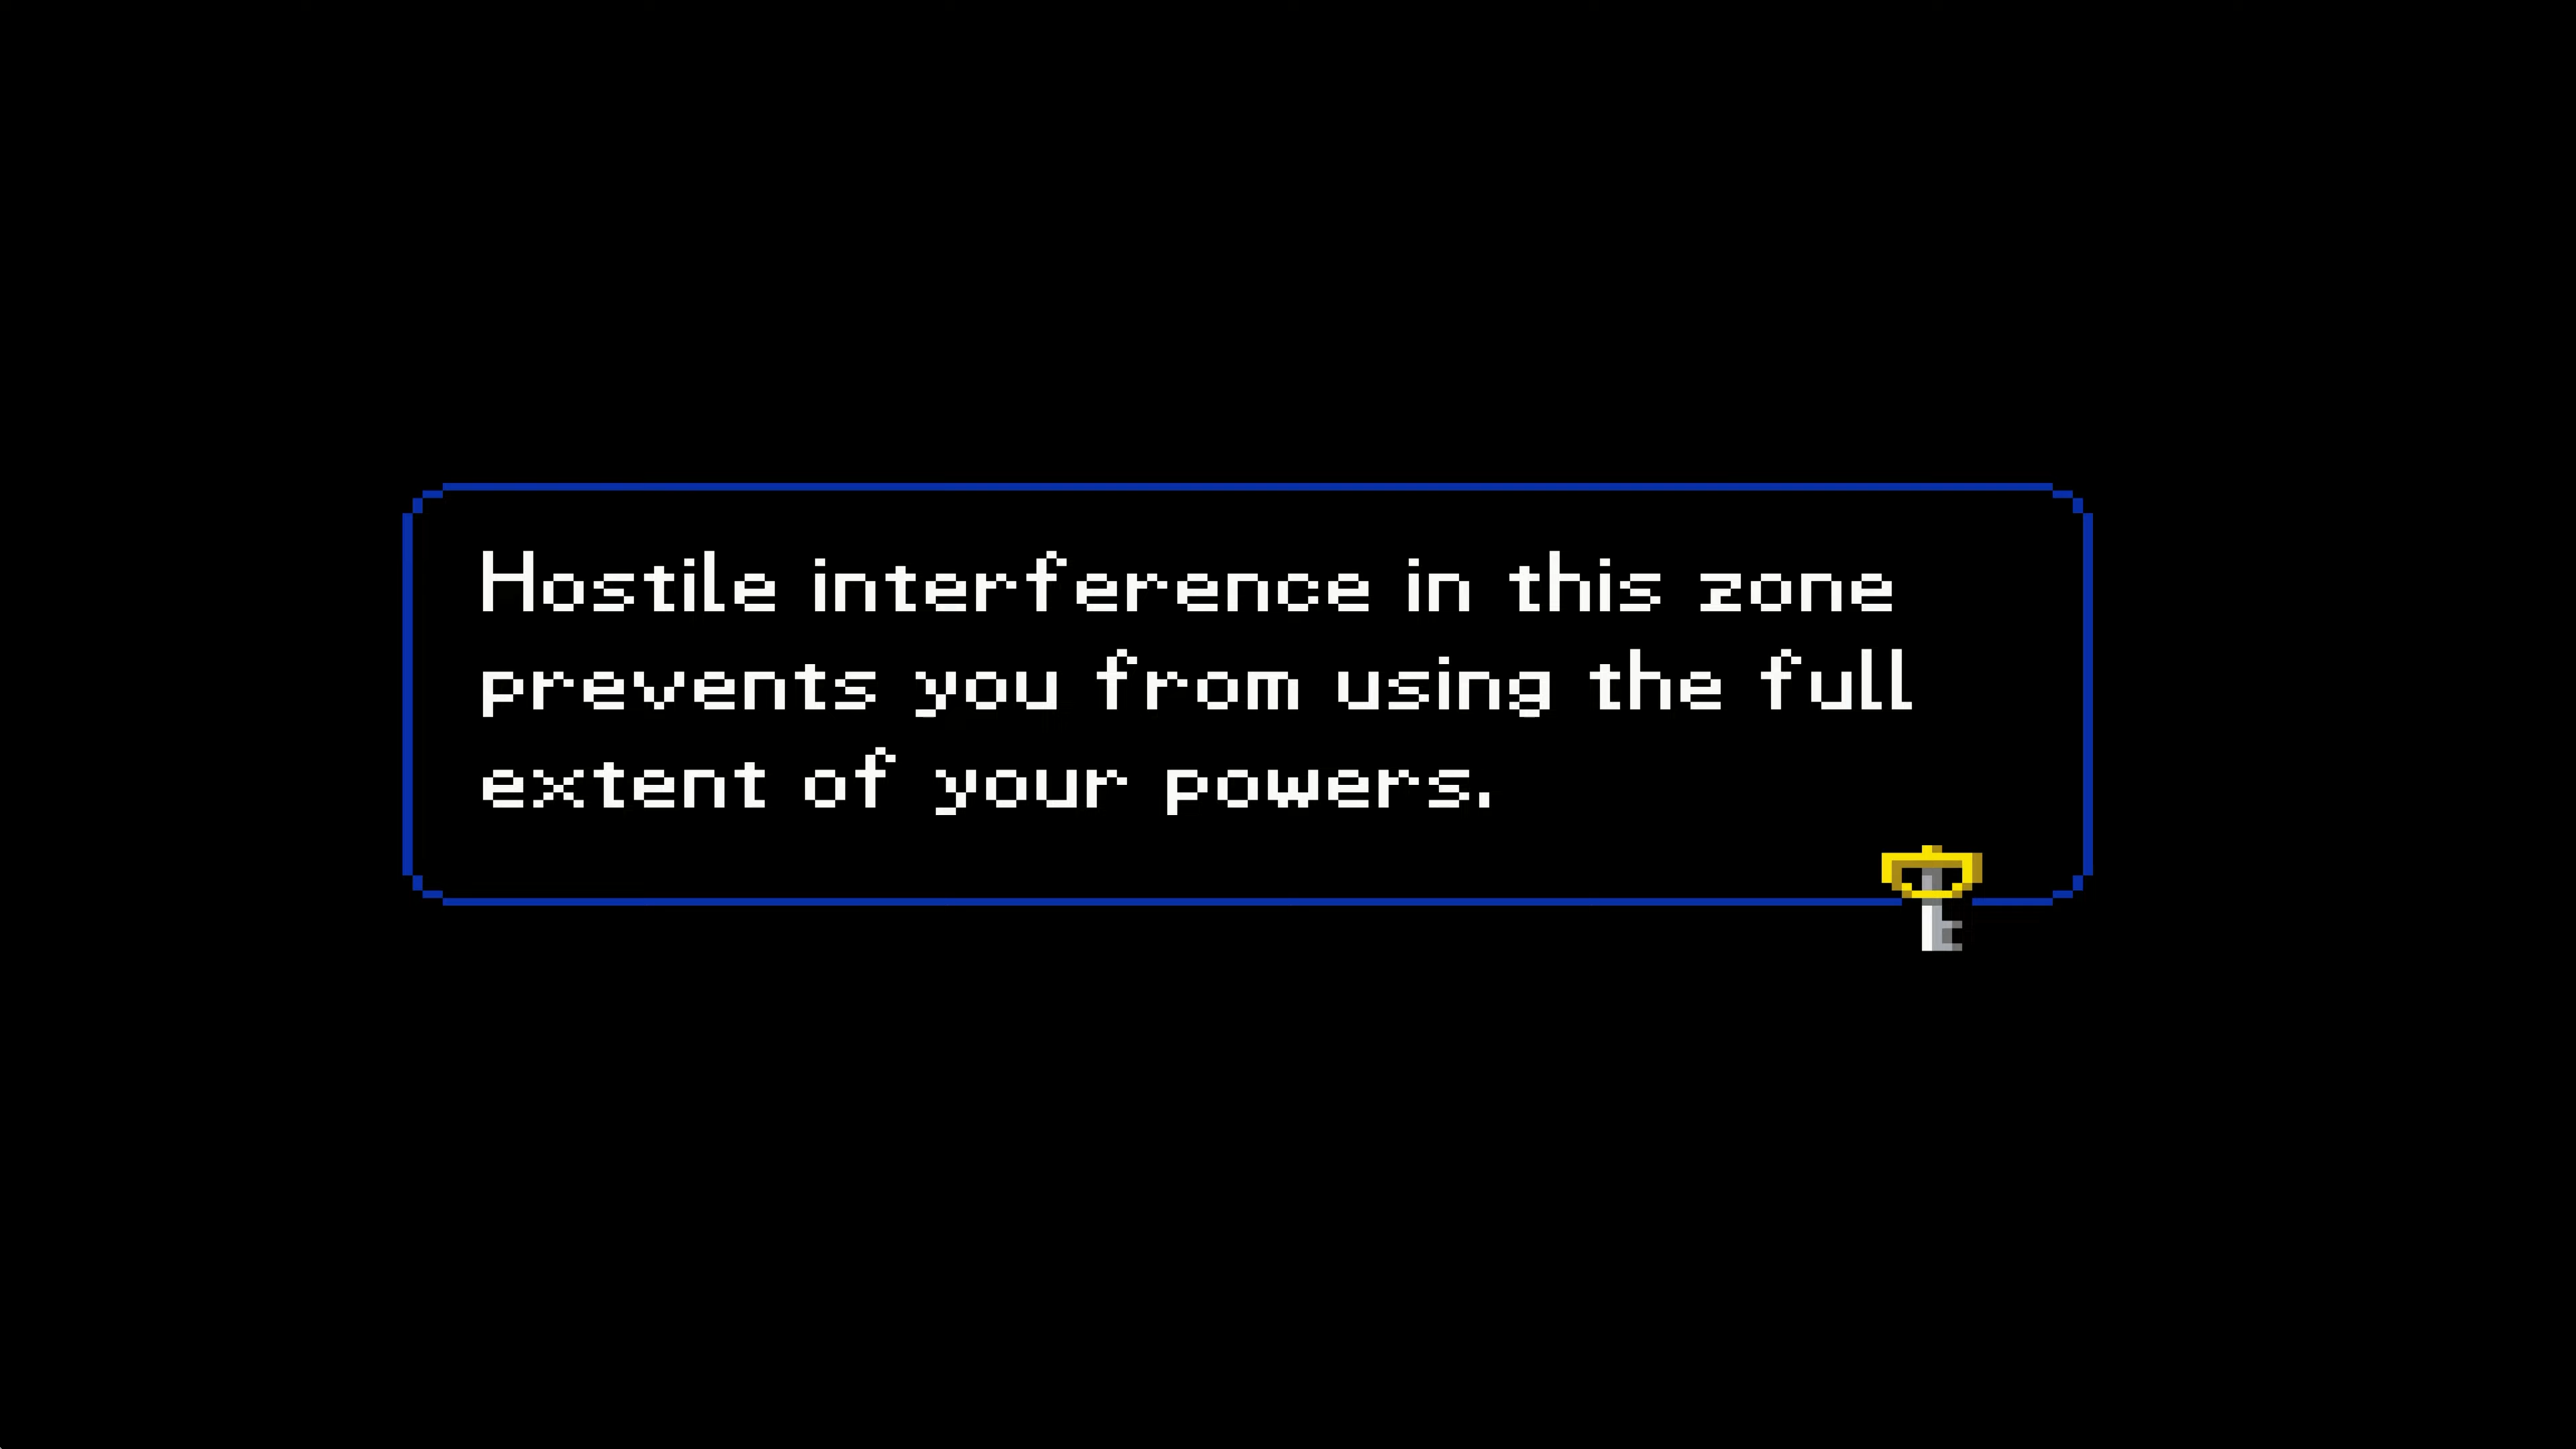 Hostile interference in this zone
prevents you from using the full
extent of your powers.